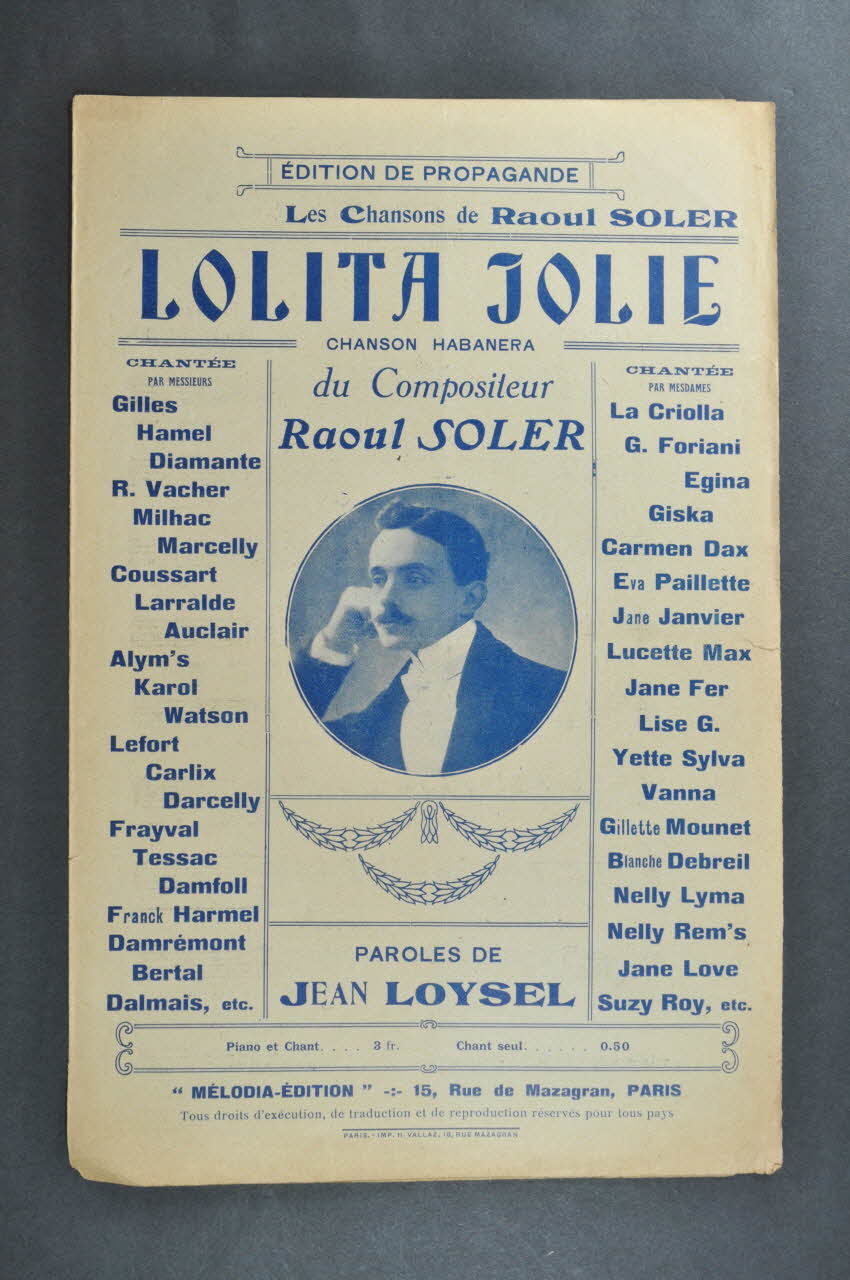 ÉDITION DE PROPAGANDE
Les Chansons de Raoul SOLER
LOLITA JOLIE
CHANSON HABANERA
du Compositeur
Raoul SOLER
CHANTÉE
PAR MESSIEURS
Gilles
Hamel
Diamante
R. Vacher
Milhac
Marcelly
Coussart
Larralde
Auclair
Alym's
Karol
Watson
Lefort
Carlix
Darcelly
Frayval
Tessac
Damfoll
Franck Harmel
Damrémont
Bertal
Dalmais, etc.
CHANTÉE
PAR MESDAMES
La Criolla
G. Foriani
Egina
Giska
Carmen Dax
Eva Paillette
Jane Janvier
Lucette Max
Jane Fer
Lise G.
Yette Sylva
Vanna
Gillette Mounet
Blanche Debreil
Nelly Lyma
Nelly Rem's
Jane Love
Suzy Roy, etc.
PAROLES DE
JEAN LOYSEL
Piano et Chant. . . . 3 fr. Chant seul. . . . . . 0.50
" MÉLODIA-ÉDITION " -:- 15, Rue de Mazagran, PARIS
Tous droits d'exécution, de traduction et de reproduction réservés pour tous pays
PARIS. - IMP. H. VALLAZ, 16, RUE MAZAGRAN